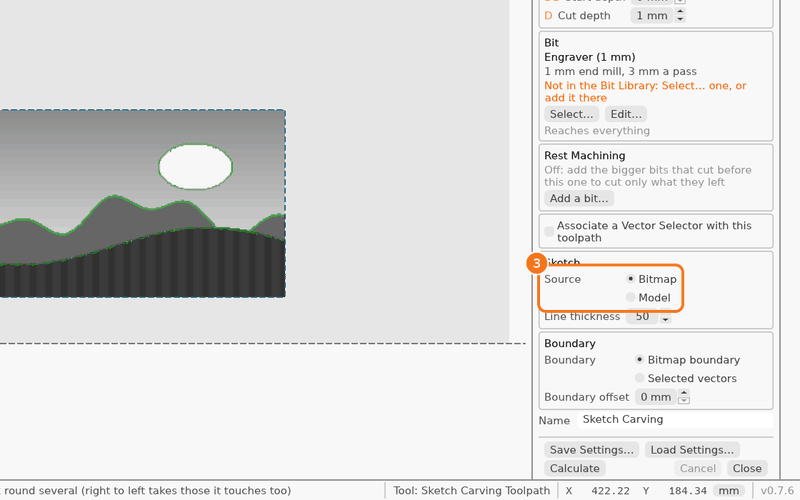 D Cut depth 1 mm
Bit
Engraver (1 mm)
1 mm end mill, 3 mm a pass
Not in the Bit Library: Select... one, or
add it there
Select... Edit...
Reaches everything
Rest Machining
Off: add the bigger bits that cut before
this one to cut only what they left
Add a bit...
Associate a Vector Selector with this
toolpath
3 Sketch
Source Bitmap
Model
Line thickness 50
Boundary
Boundary Bitmap boundary
Selected vectors
Boundary offset 0 mm
Name Sketch Carving
Save Settings... Load Settings...
Calculate Cancel Close
round several (right to left takes those it touches too) Tool: Sketch Carving Toolpath X 422.22 Y 184.34 mm v0.7.6